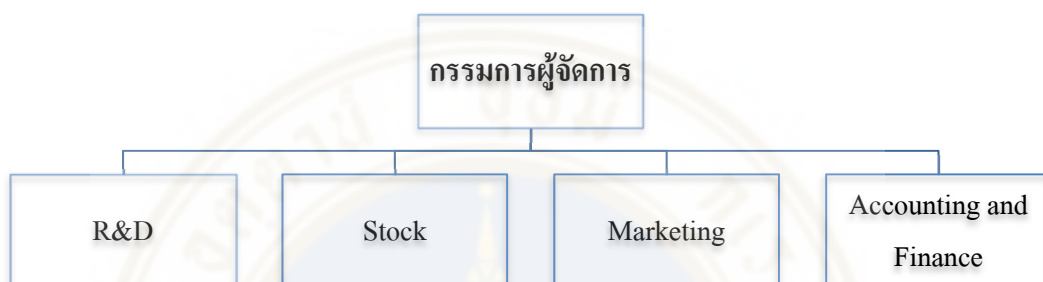 กรรมการผู้จัดการ
R&D
Stock
Marketing
Accounting and
Finance